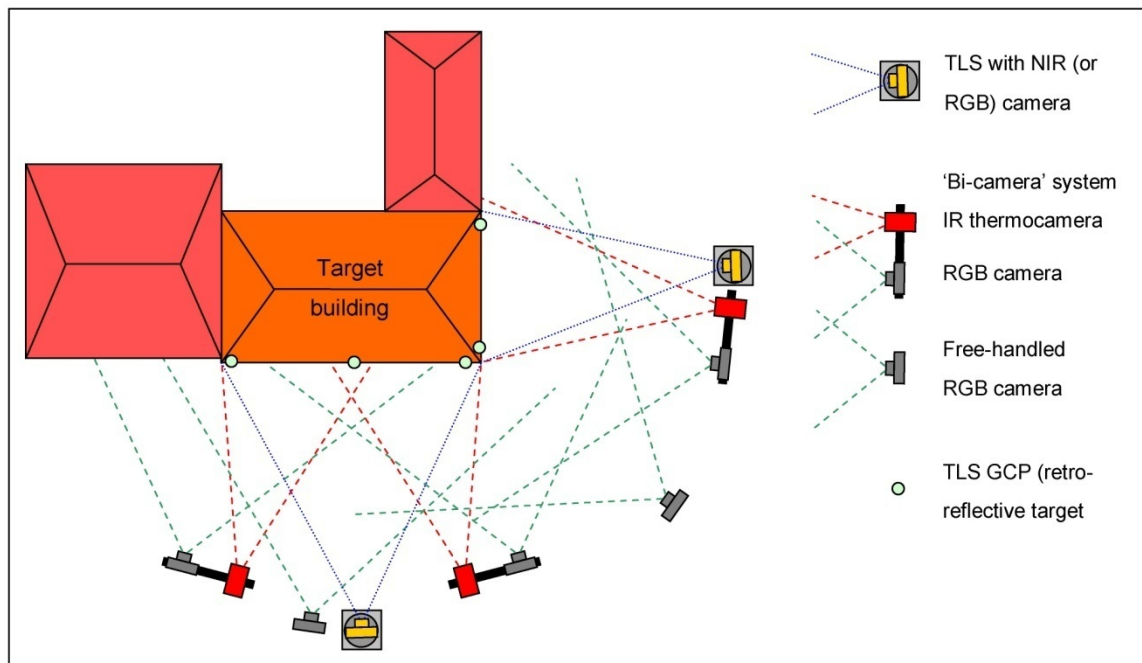 TLS with NIR (or
RGB) camera
‘Bi-camera’ system
IR thermocamera
RGB camera
Free-handled
RGB camera
TLS GCP (retro-
reflective target
Target
building